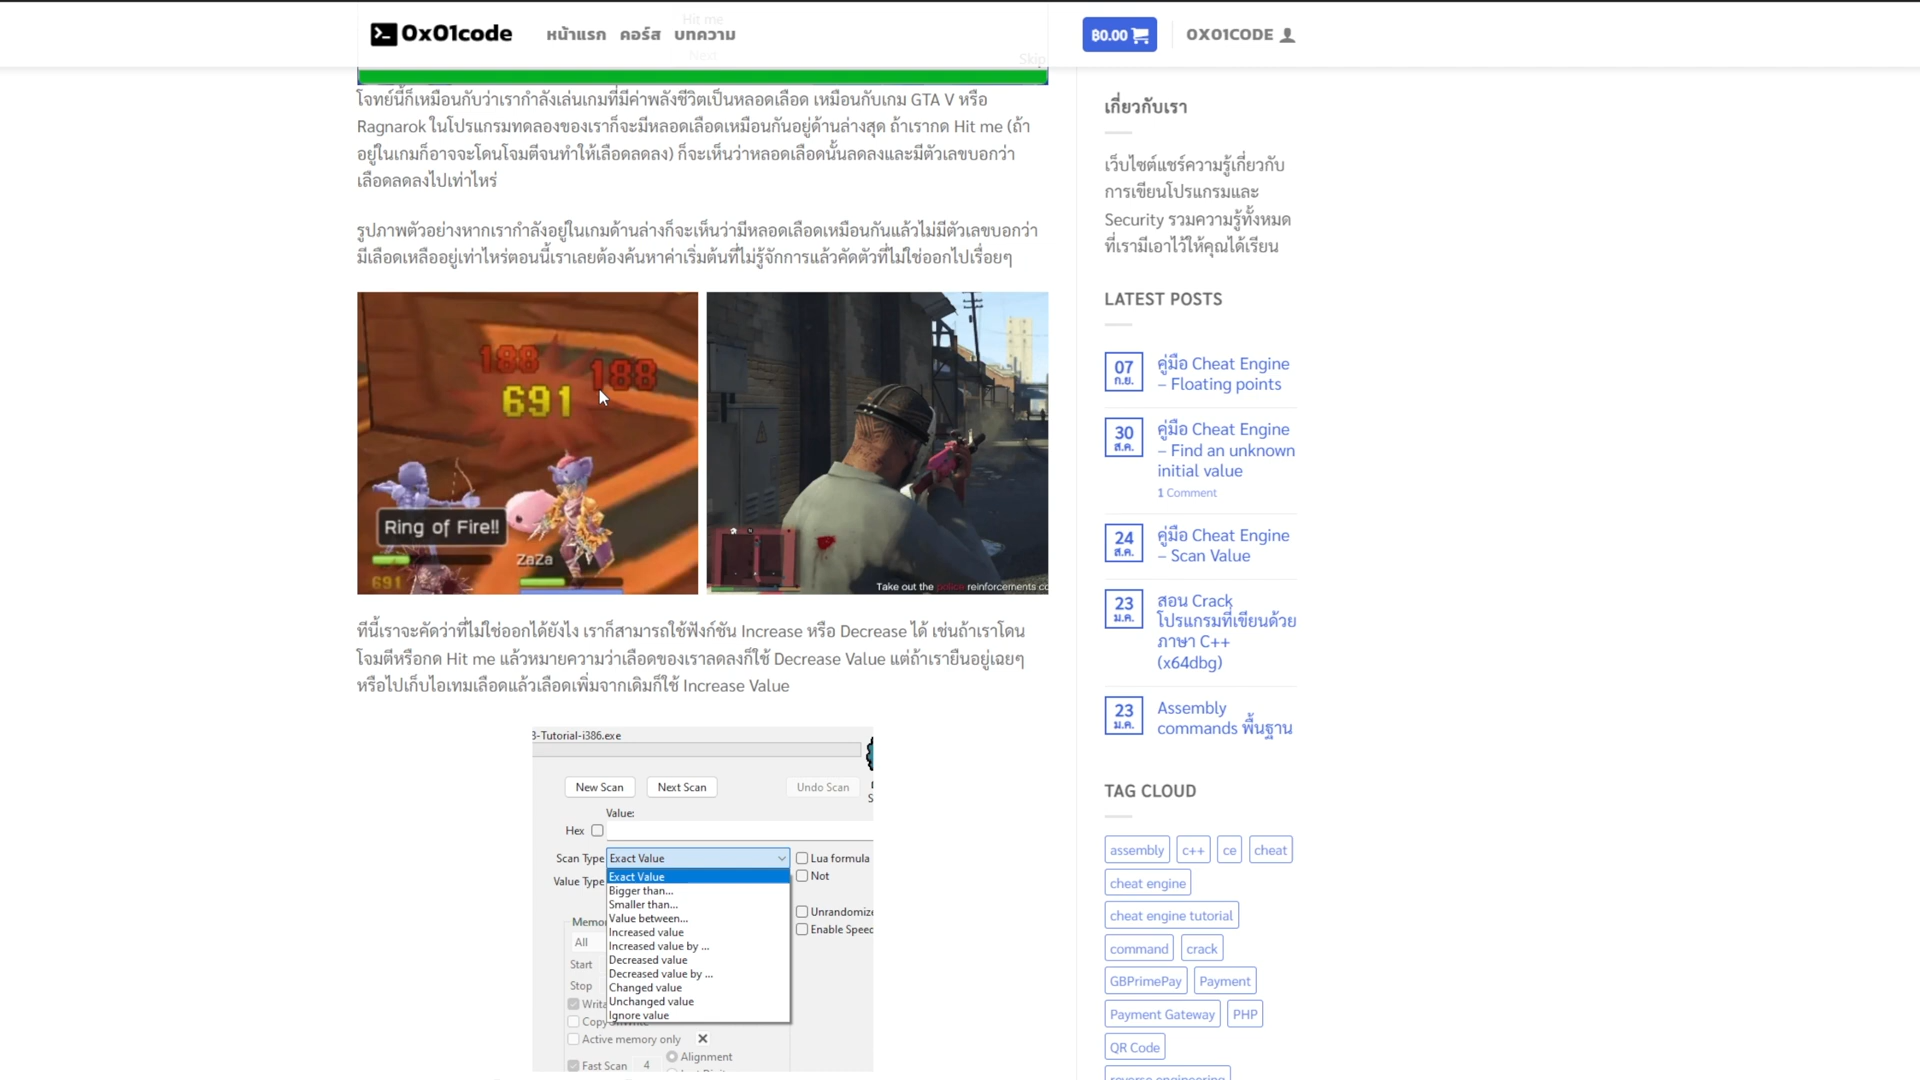 0x01code
หน้าแรก คอร์ส บทความ
Hit me
Next
Skip
฿0.00
0X01CODE
โจทย์นี้ก็เหมือนกับว่าเรากำลังเล่นเกมที่มีค่าพลังชีวิตเป็นหลอดเลือด เหมือนกับเกม GTA V หรือ
Ragnarok ในโปรแกรมทดลองของเราก็จะมีหลอดเลือดเหมือนกันอยู่ด้านล่างสุด ถ้าเรากด Hit me (ถ้า
อยู่ในเกมก็อาจจะโดนโจมตีจนทำให้เลือดลดลง) ก็จะเห็นว่าหลอดเลือดนั้นลดลงและมีตัวเลขบอกว่า
เลือดลดลงไปเท่าไหร่
รูปภาพตัวอย่างหากเรากำลังอยู่ในเกมด้านล่างก็จะเห็นว่ามีหลอดเลือดเหมือนกันแล้วไม่มีตัวเลขบอกว่า
มีเลือดเหลืออยู่เท่าไหร่ตอนนี้เราเลยต้องค้นหาค่าเริ่มต้นที่ไม่รู้จักการแล้วคัดตัวที่ไม่ใช่ออกไปเรื่อยๆ
188
188
691
Ring of Fire!!
ZaZa
691
Take out the police reinforcements co
ทีนี้เราจะคัดว่าที่ไม่ใช่ออกได้ยังไง เราก็สามารถใช้ฟังก์ชัน Increase หรือ Decrease ได้ เช่นถ้าเราโดน
โจมตีหรือกด Hit me แล้วหมายความว่าเลือดของเราลดลงก็ใช้ Decrease Value แต่ถ้าเรายืนอยู่เฉยๆ
หรือไปเก็บไอเทมเลือดแล้วเลือดเพิ่มจากเดิมก็ใช้ Increase Value
3-Tutorial-i386.exe
New Scan Next Scan Undo Scan
Value:
Hex
Scan Type Exact Value Lua formula
Value Type Exact Value Not
Bigger than...
Smaller than...
Value between...
Increased value
Increased value by ...
Decreased value
Decreased value by ...
Changed value
Unchanged value
Ignore value
Unrandomize
Enable Speed
Memo
All
Start
Stop
Writa
Copy
Active memory only
Fast Scan 4 Alignment
เกี่ยวกับเรา
เว็บไซต์แชร์ความรู้เกี่ยวกับ
การเขียนโปรแกรมและ
Security รวมความรู้ทั้งหมด
ที่เรามีเอาไว้ให้คุณได้เรียน
LATEST POSTS
07 ก.ย.
คู่มือ Cheat Engine
– Floating points
30 ส.ค.
คู่มือ Cheat Engine
– Find an unknown
initial value
1 Comment
24 ส.ค.
คู่มือ Cheat Engine
– Scan Value
23 ม.ค.
สอน Crack
โปรแกรมที่เขียนด้วย
ภาษา C++
(x64dbg)
23 ม.ค.
Assembly
commands พื้นฐาน
TAG CLOUD
assembly c++ ce cheat
cheat engine
cheat engine tutorial
command crack
GBPrimePay Payment
Payment Gateway PHP
QR Code
reverse engineering